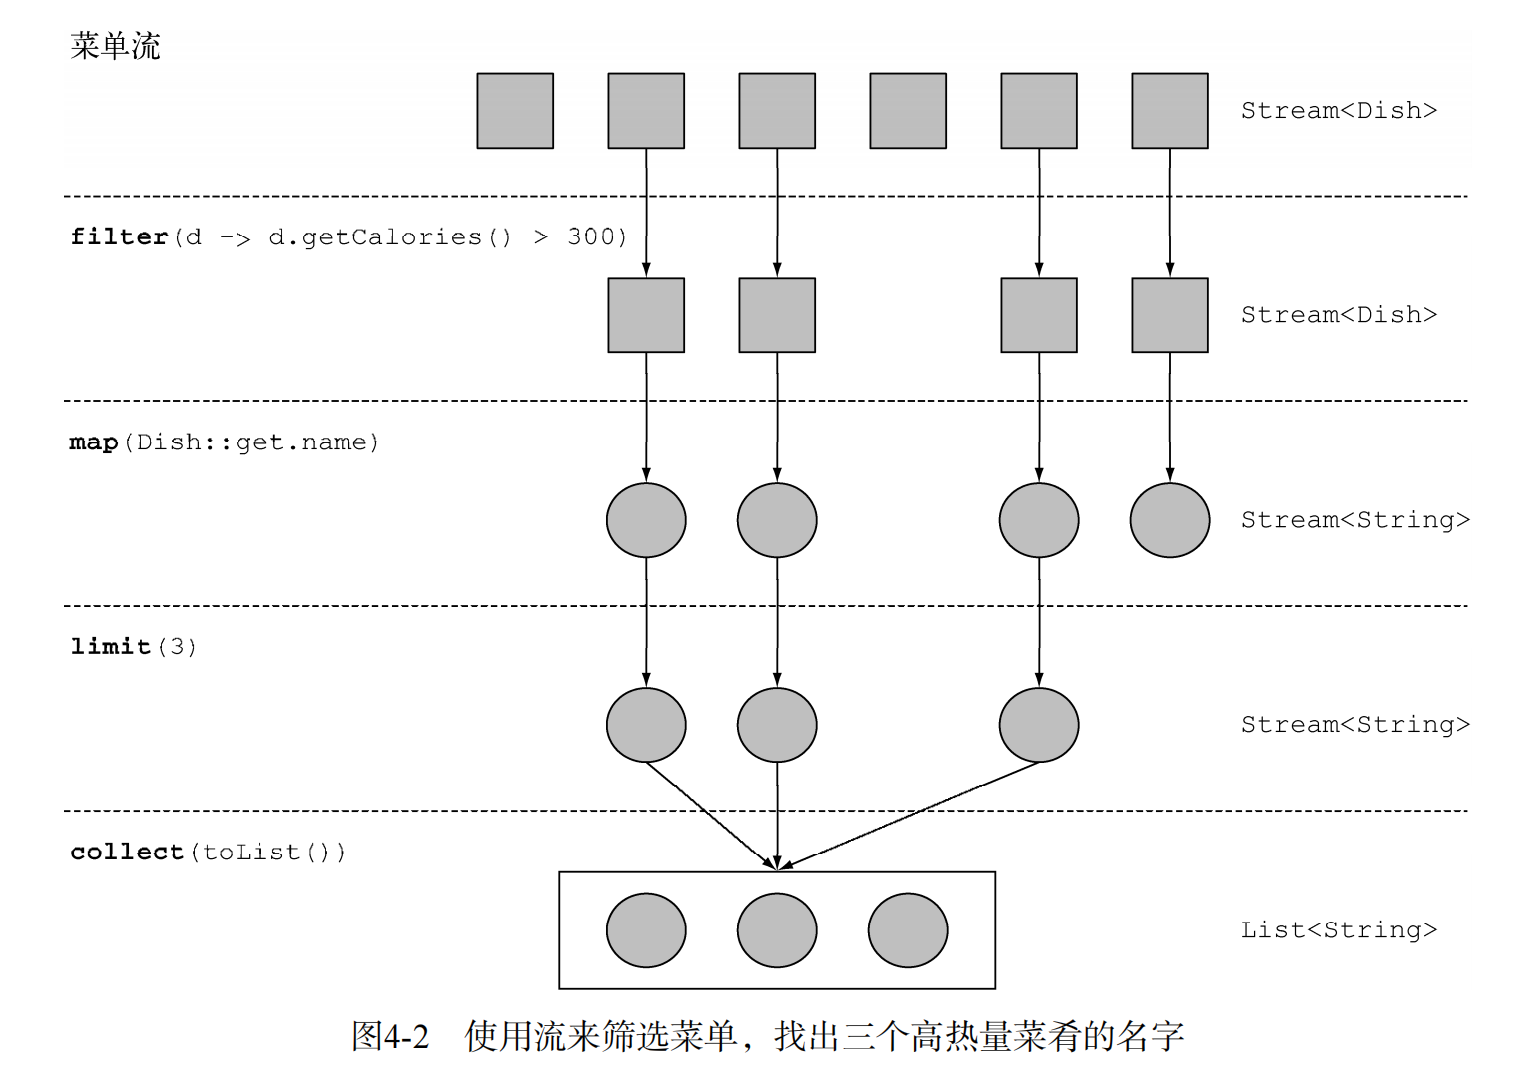 菜单流
Stream<Dish>
filter(d -> d.getCalories() > 300)
Stream<Dish>
map(Dish::get.name)
Stream<String>
limit(3)
Stream<String>
collect(toList())
List<String>
图4-2 使用流来筛选菜单，找出三个高热量菜肴的名字